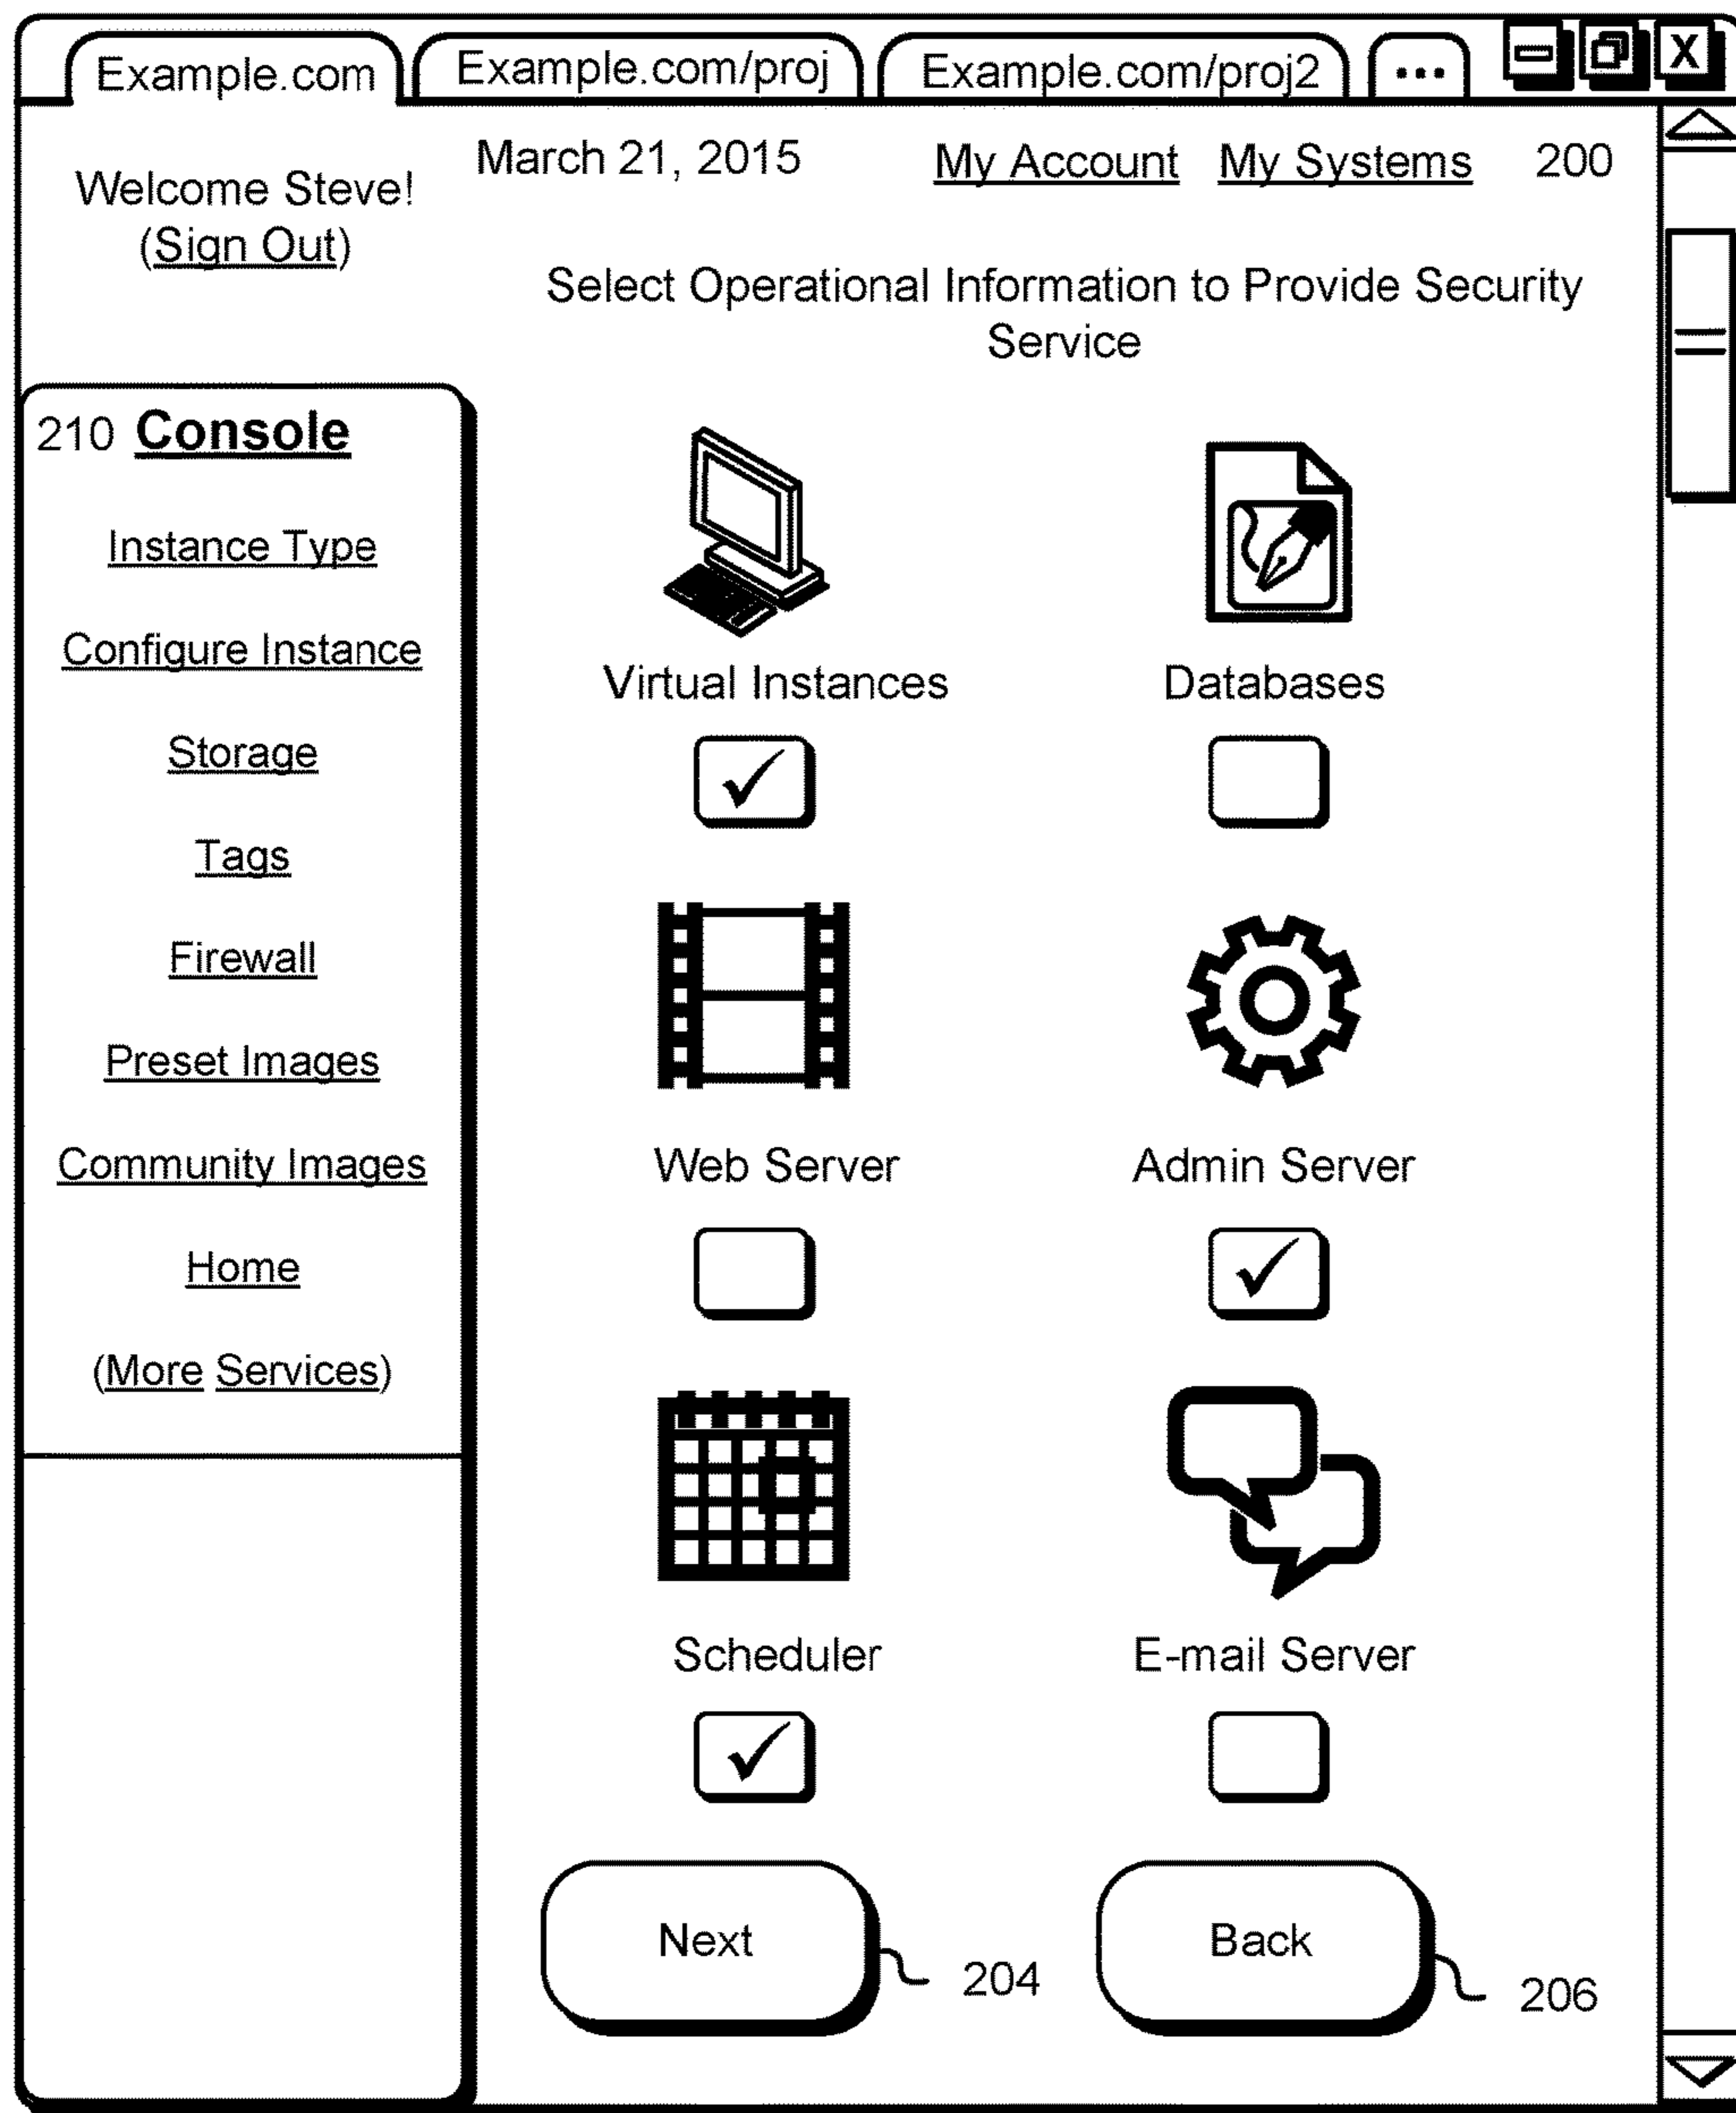 Example.com
Example.com/proj
Example.com/proj2
...
X
Welcome Steve!
(Sign Out)
March 21, 2015
My Account My Systems 200
Select Operational Information to Provide Security
Service
210 Console
Instance Type
Configure Instance
Storage
Tags
Firewall
Preset Images
Community Images
Home
(More Services)
Virtual Instances
Databases
Web Server
Admin Server
Scheduler
E-mail Server
Next
204
Back
206